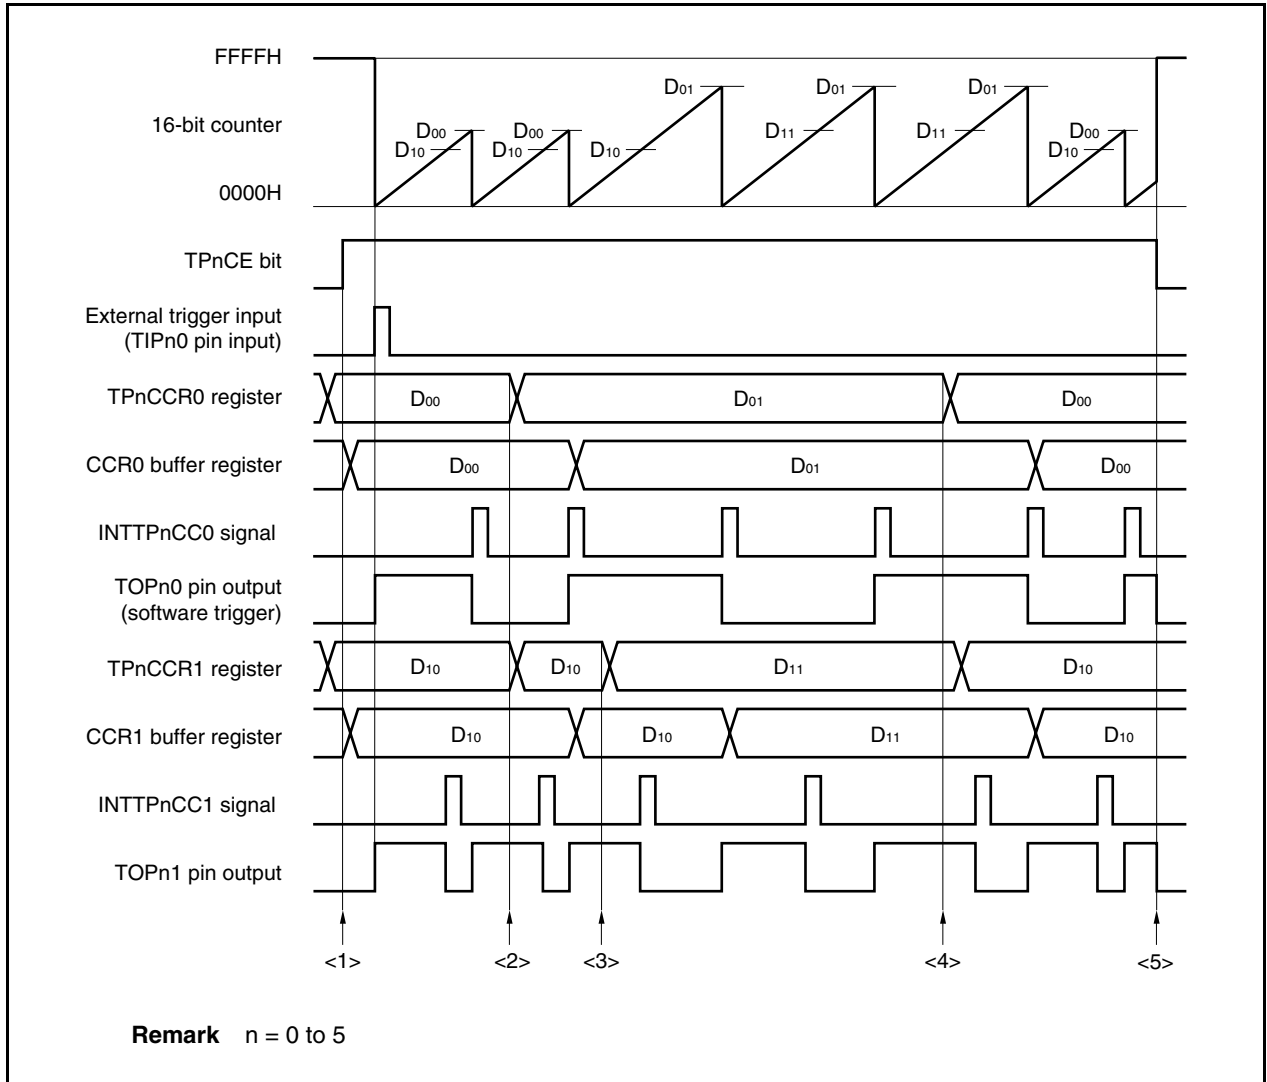 FFFFH
D01 D01 D01
16-bit counter
D00 D00 D11 D11 D00
D10 D10 D10 D10
0000H
TPnCE bit
External trigger input
(TIPn0 pin input)
TPnCCR0 register D00 D01 D00
CCR0 buffer register D00 D01 D00
INTTPnCC0 signal
TOPn0 pin output
(software trigger)
TPnCCR1 register D10 D10 D11 D10
CCR1 buffer register D10 D10 D11 D10
INTTPnCC1 signal
TOPn1 pin output
<1> <2> <3> <4> <5>
Remark n = 0 to 5